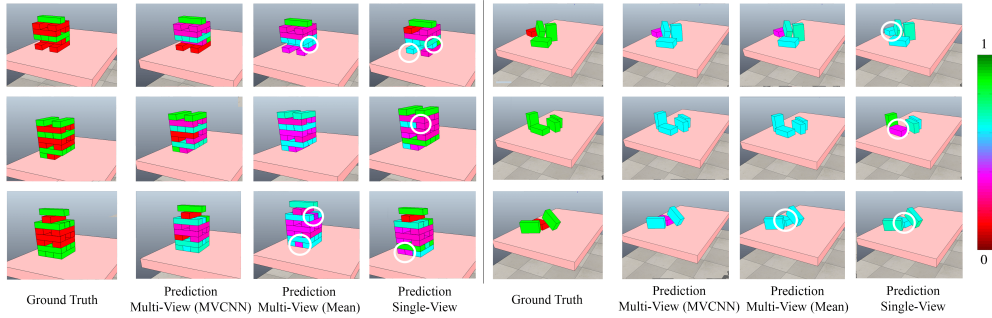 1
0
Ground Truth
Prediction
Multi-View (MVCNN)
Prediction
Multi-View (Mean)
Prediction
Single-View
Ground Truth
Prediction
Multi-View (MVCNN)
Prediction
Multi-View (Mean)
Prediction
Single-View